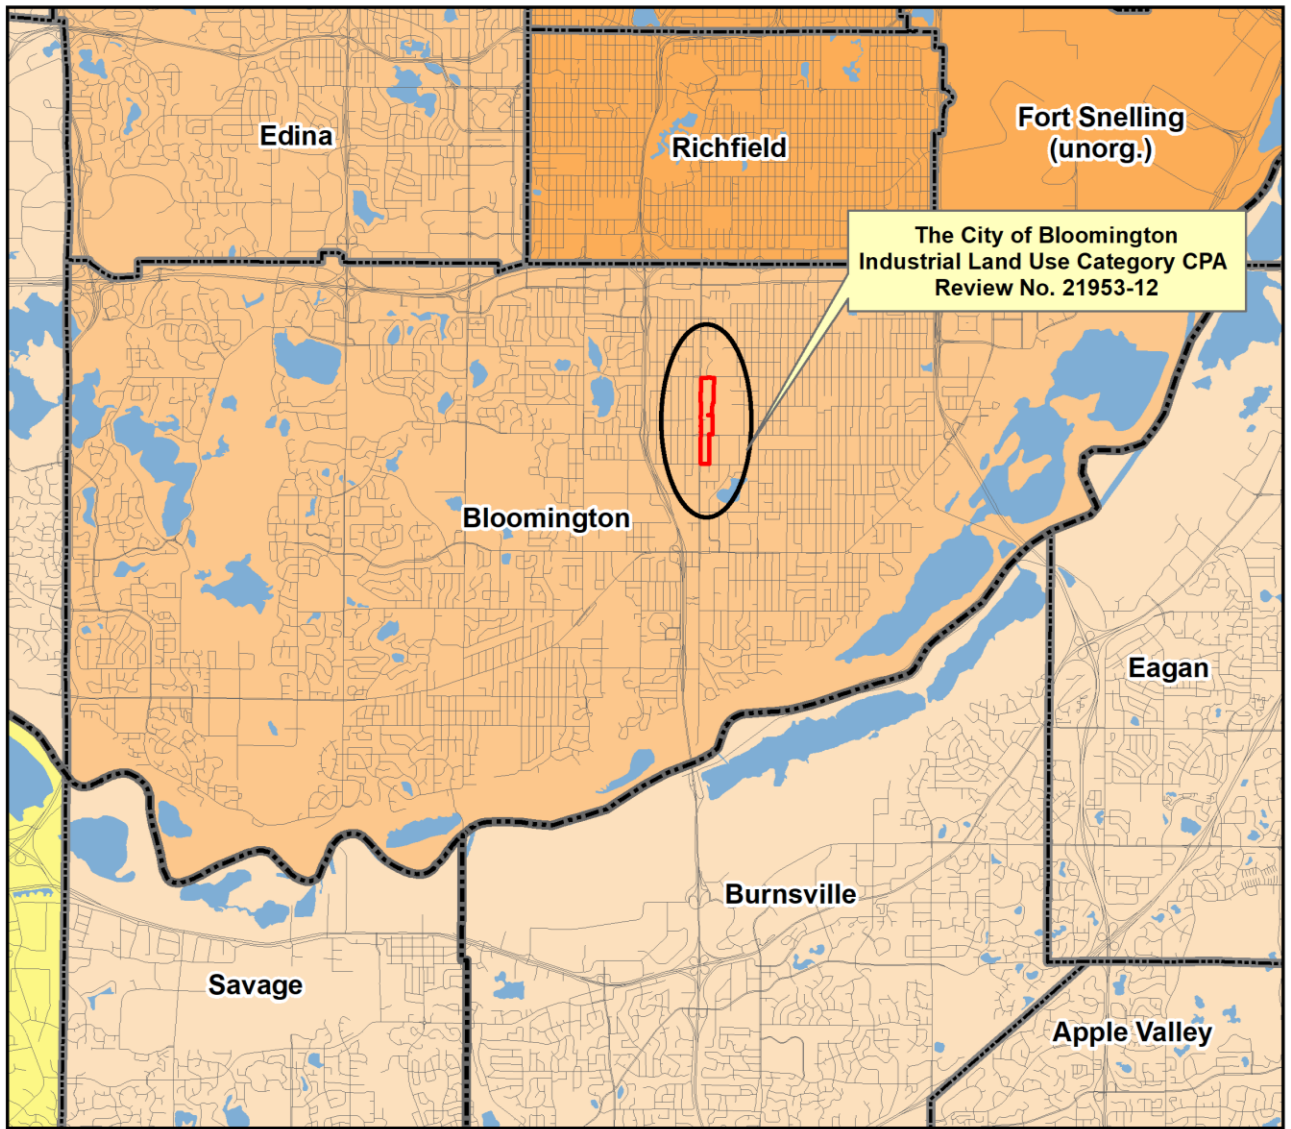 Edina
Richfield
Fort Snelling
(unorg.)
The City of Bloomington
Industrial Land Use Category CPA
Review No. 21953-12
Bloomington
Eagan
Burnsville
Savage
Apple Valley